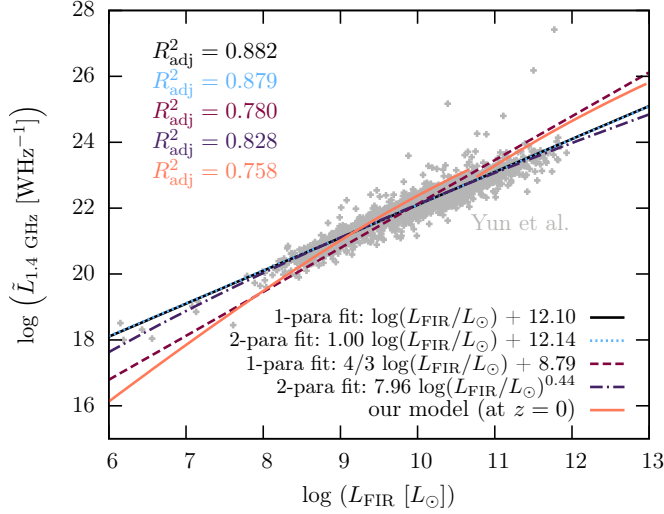 28
26
24
22
20
18
16
log (L̃1.4 GHz [WHz−1])
R²adj = 0.882
R²adj = 0.879
R²adj = 0.780
R²adj = 0.828
R²adj = 0.758
Yun et al.
1-para fit: log(LFIR/L⊙) + 12.10
2-para fit: 1.00 log(LFIR/L⊙) + 12.14
1-para fit: 4/3 log(LFIR/L⊙) + 8.79
2-para fit: 7.96 log(LFIR/L⊙)^0.44
our model (at z = 0)
6 7 8 9 10 11 12 13
log (LFIR [L⊙])